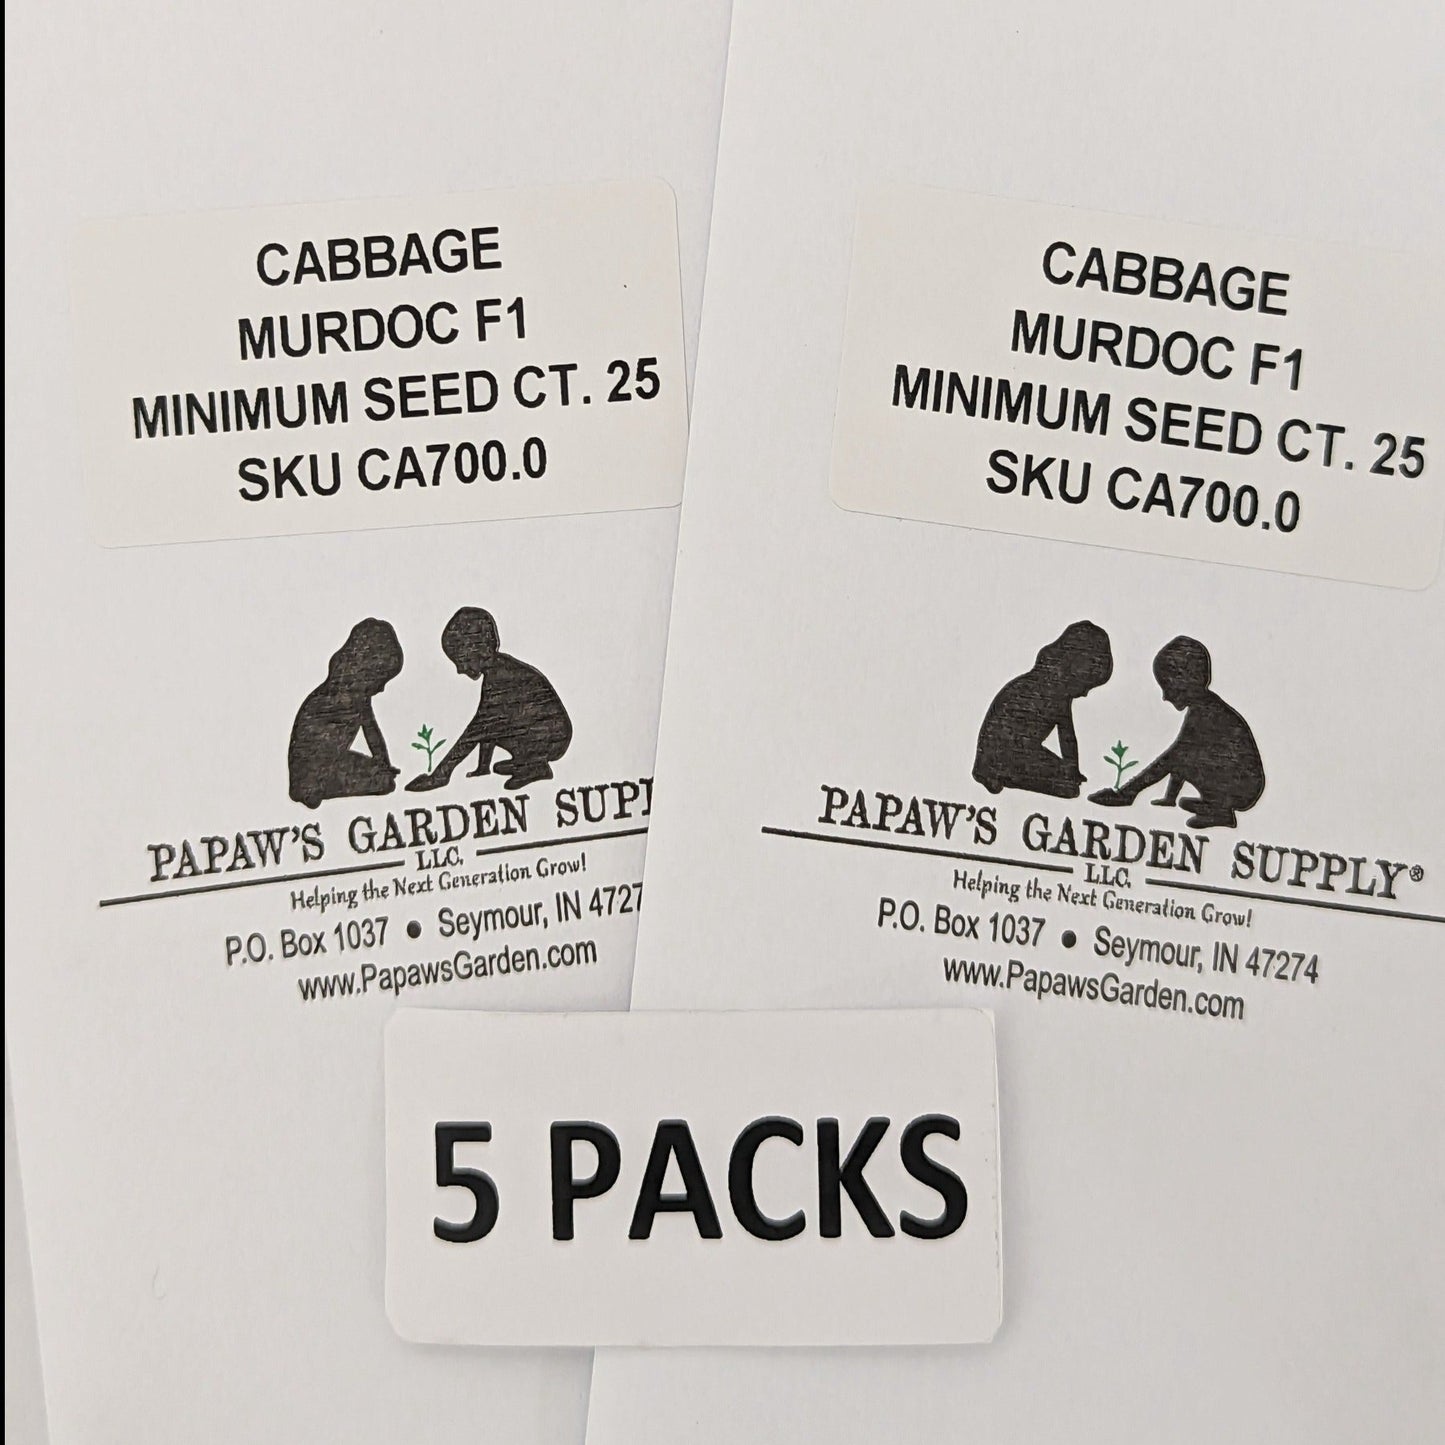 CABBAGE
MURDOC F1
MINIMUM SEED CT. 25
SKU CA700.0
PAPAW'S GARDEN SUPPL
LLC.
Helping the Next Generation Grow!
P.O. Box 1037 • Seymour, IN 4727
www.PapawsGarden.com
CABBAGE
MURDOC F1
MINIMUM SEED CT. 25
SKU CA700.0
PAPAW'S GARDEN SUPPLY®
LLC.
Helping the Next Generation Grow!
P.O. Box 1037 • Seymour, IN 47274
www.PapawsGarden.com
5 PACKS